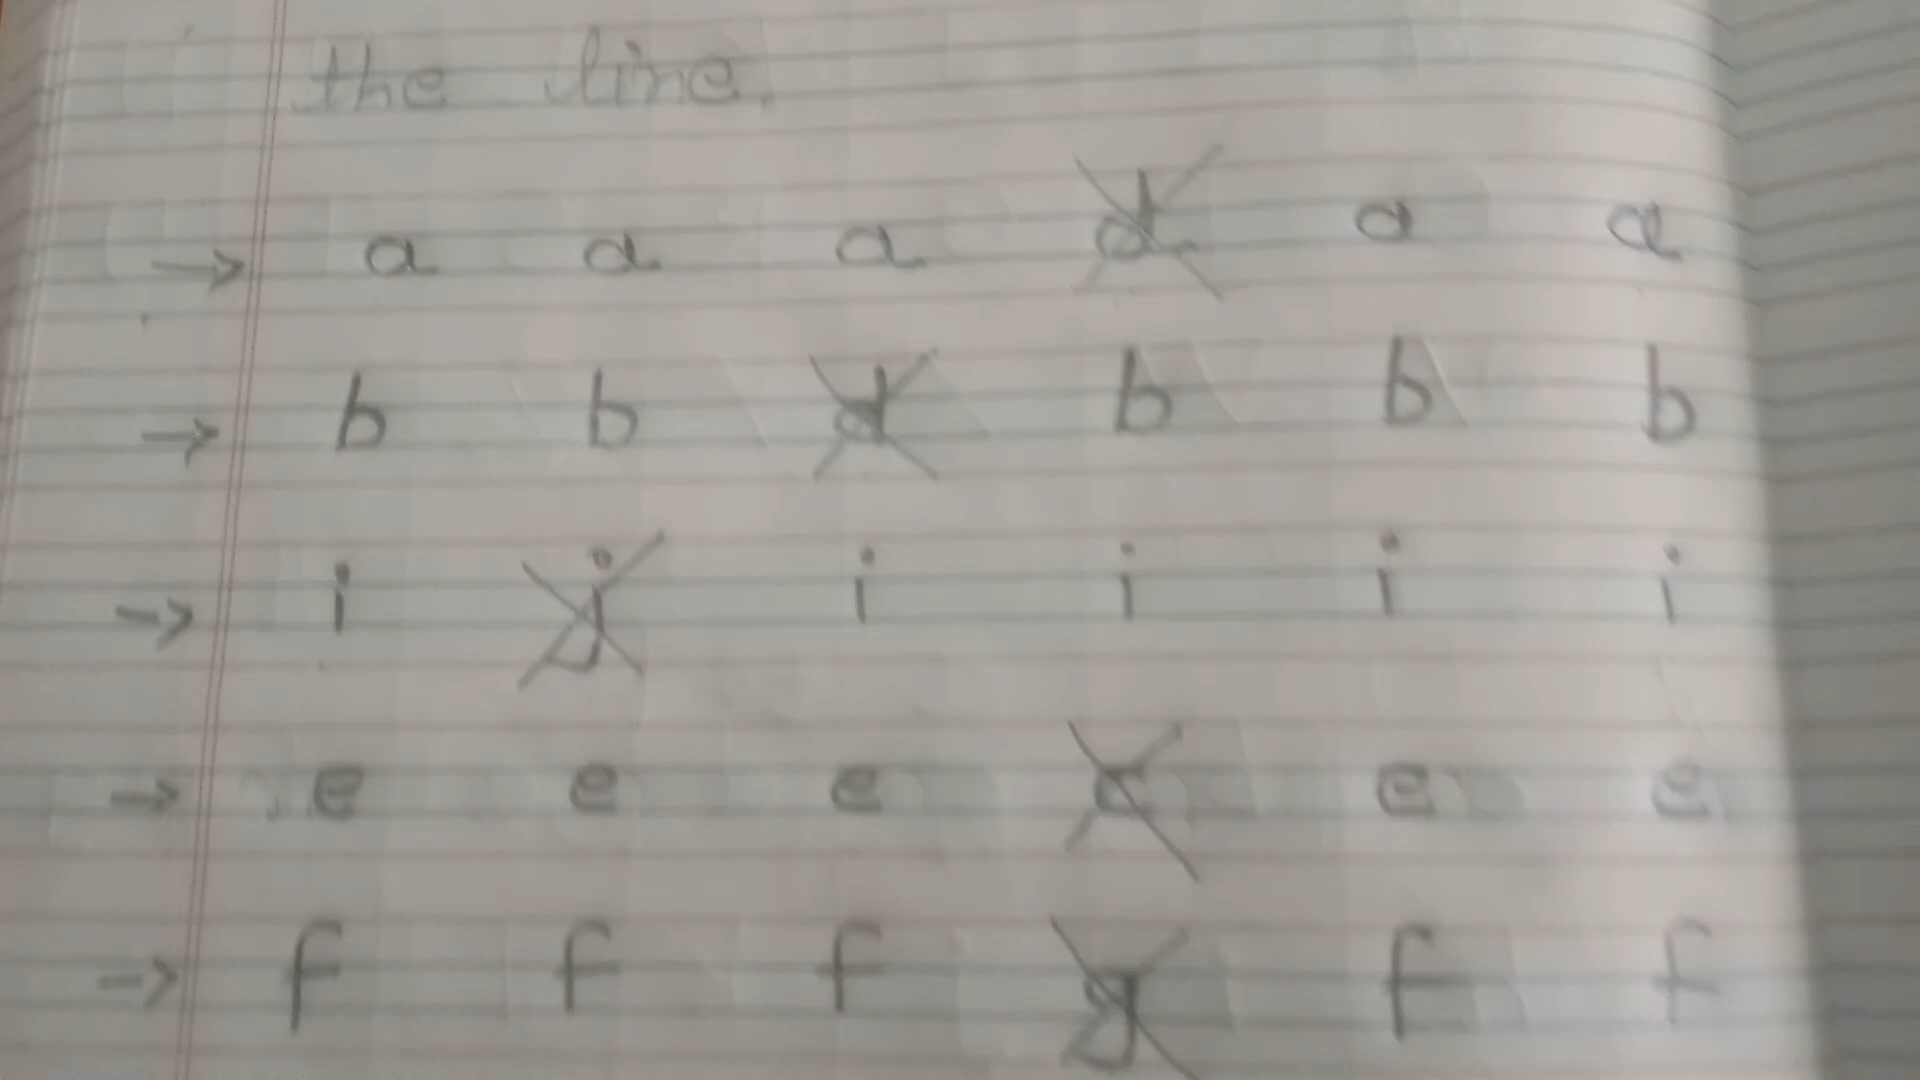 the line.
→ a a a d a a
→ b b d b b b
→ i j i i i i
→ e e e c e e
→ f f f g f f